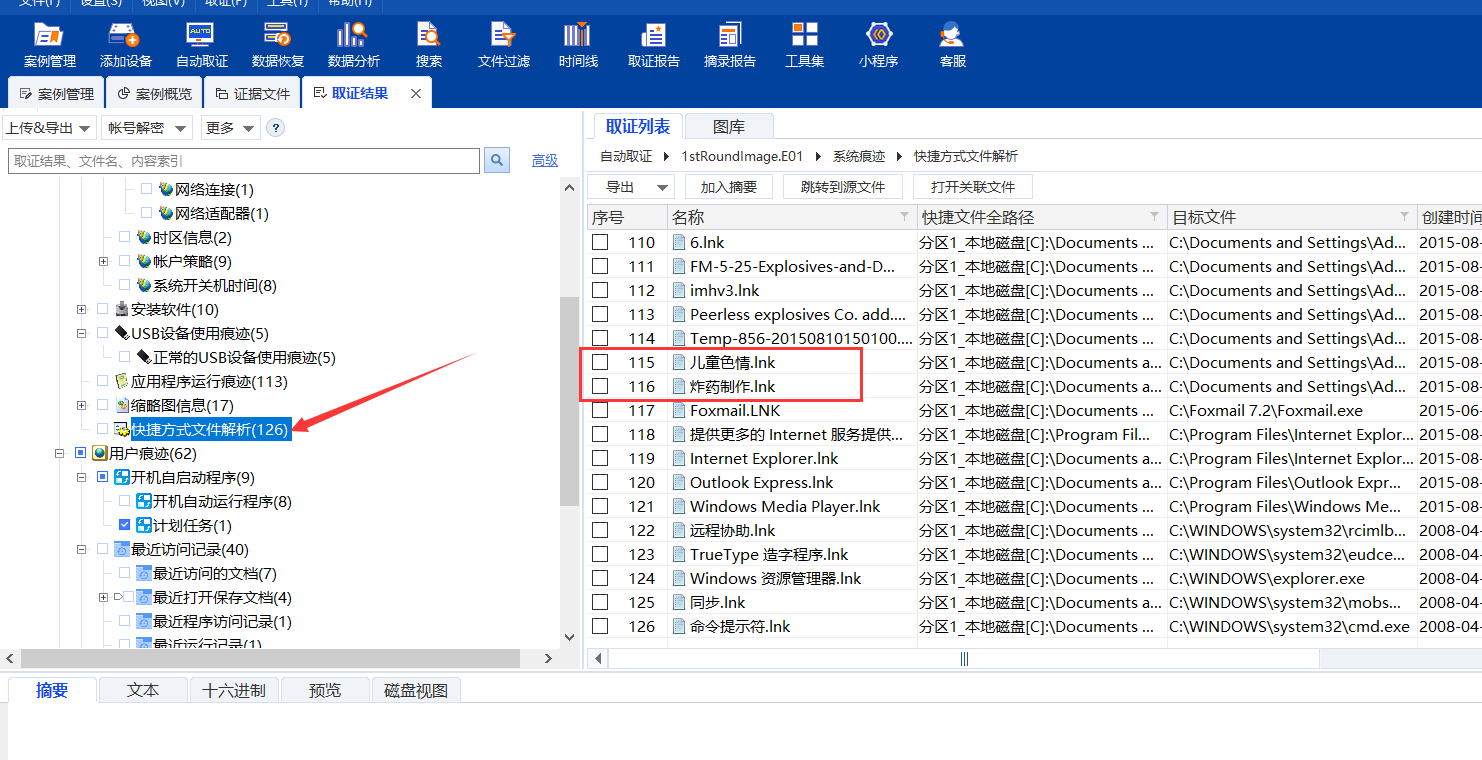 文件(F) 设置(S) 视图(V) 取证(F) 工具(T) 帮助(H)
案例管理 添加设备 自动取证 数据恢复 数据分析 搜索 文件过滤 时间线 取证报告 摘录报告 工具集 小程序 客服
AUTO
案例管理 案例概览 证据文件 取证结果
上传&导出 帐号解密 更多 ?
取证结果、文件名、内容索引 高级
网络连接(1)
网络适配器(1)
时区信息(2)
帐户策略(9)
系统开关机时间(8)
安装软件(10)
USB设备使用痕迹(5)
正常的USB设备使用痕迹(5)
应用程序运行痕迹(113)
缩略图信息(17)
快捷方式文件解析(126)
用户痕迹(62)
开机自启动程序(9)
开机自动运行程序(8)
计划任务(1)
最近访问记录(40)
最近访问的文档(7)
最近打开保存文档(4)
最近程序访问记录(1)
最近运行记录(1)
取证列表 图库
自动取证 1stRoundImage.E01 系统痕迹 快捷方式文件解析
导出 加入摘要 跳转到源文件 打开关联文件
序号 名称 快捷文件全路径 目标文件 创建时间
110 6.lnk 分区1_本地磁盘[C]:\Documents ... C:\Documents and Settings\Ad... 2015-08-
111 FM-5-25-Explosives-and-D... 分区1_本地磁盘[C]:\Documents ... C:\Documents and Settings\Ad... 2015-08-
112 imhv3.lnk 分区1_本地磁盘[C]:\Documents ... C:\Documents and Settings\Ad... 2015-08-
113 Peerless explosives Co. add.... 分区1_本地磁盘[C]:\Documents ... C:\Documents and Settings\Ad... 2015-08-
114 Temp-856-20150810150100.... 分区1_本地磁盘[C]:\Documents ... C:\Documents and Settings\Ad... 2015-08-
115 儿童色情.lnk 分区1_本地磁盘[C]:\Documents a... C:\Documents and Settings\Ad... 2015-08-
116 炸药制作.lnk 分区1_本地磁盘[C]:\Documents a... C:\Documents and Settings\Ad... 2015-08-
117 Foxmail.LNK 分区1_本地磁盘[C]:\Documents ... C:\Foxmail 7.2\Foxmail.exe 2015-06-
118 提供更多的 Internet 服务提供... 分区1_本地磁盘[C]:\Program Fil... C:\Program Files\Internet Explor... 2015-08-
119 Internet Explorer.lnk 分区1_本地磁盘[C]:\Documents a... C:\Program Files\Internet Explor... 2015-08-
120 Outlook Express.lnk 分区1_本地磁盘[C]:\Documents a... C:\Program Files\Outlook Expr... 2015-08-
121 Windows Media Player.lnk 分区1_本地磁盘[C]:\Documents a... C:\Program Files\Windows Me... 2015-08-
122 远程协助.lnk 分区1_本地磁盘[C]:\Documents ... C:\WINDOWS\system32\rcimlb... 2008-04-
123 TrueType 造字程序.lnk 分区1_本地磁盘[C]:\Documents ... C:\WINDOWS\system32\eudce... 2008-04-
124 Windows 资源管理器.lnk 分区1_本地磁盘[C]:\Documents ... C:\WINDOWS\explorer.exe 2008-04-
125 同步.lnk 分区1_本地磁盘[C]:\Documents a... C:\WINDOWS\system32\mobs... 2008-04-
126 命令提示符.lnk 分区1_本地磁盘[C]:\Documents ... C:\WINDOWS\system32\cmd.exe 2008-04-
摘要 文本 十六进制 预览 磁盘视图